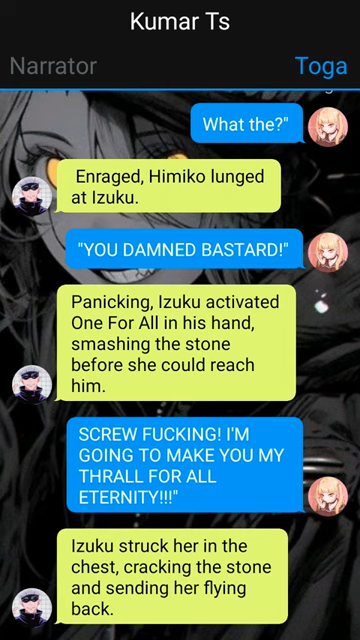 Kumar Ts
Narrator
Toga
What the?"
Enraged, Himiko lunged
at Izuku.
"YOU DAMNED BASTARD!"
Panicking, Izuku activated
One For All in his hand,
smashing the stone
before she could reach
him.
SCREW FUCKING! I'M
GOING TO MAKE YOU MY
THRALL FOR ALL
ETERNITY!!!"
Izuku struck her in the
chest, cracking the stone
and sending her flying
back.